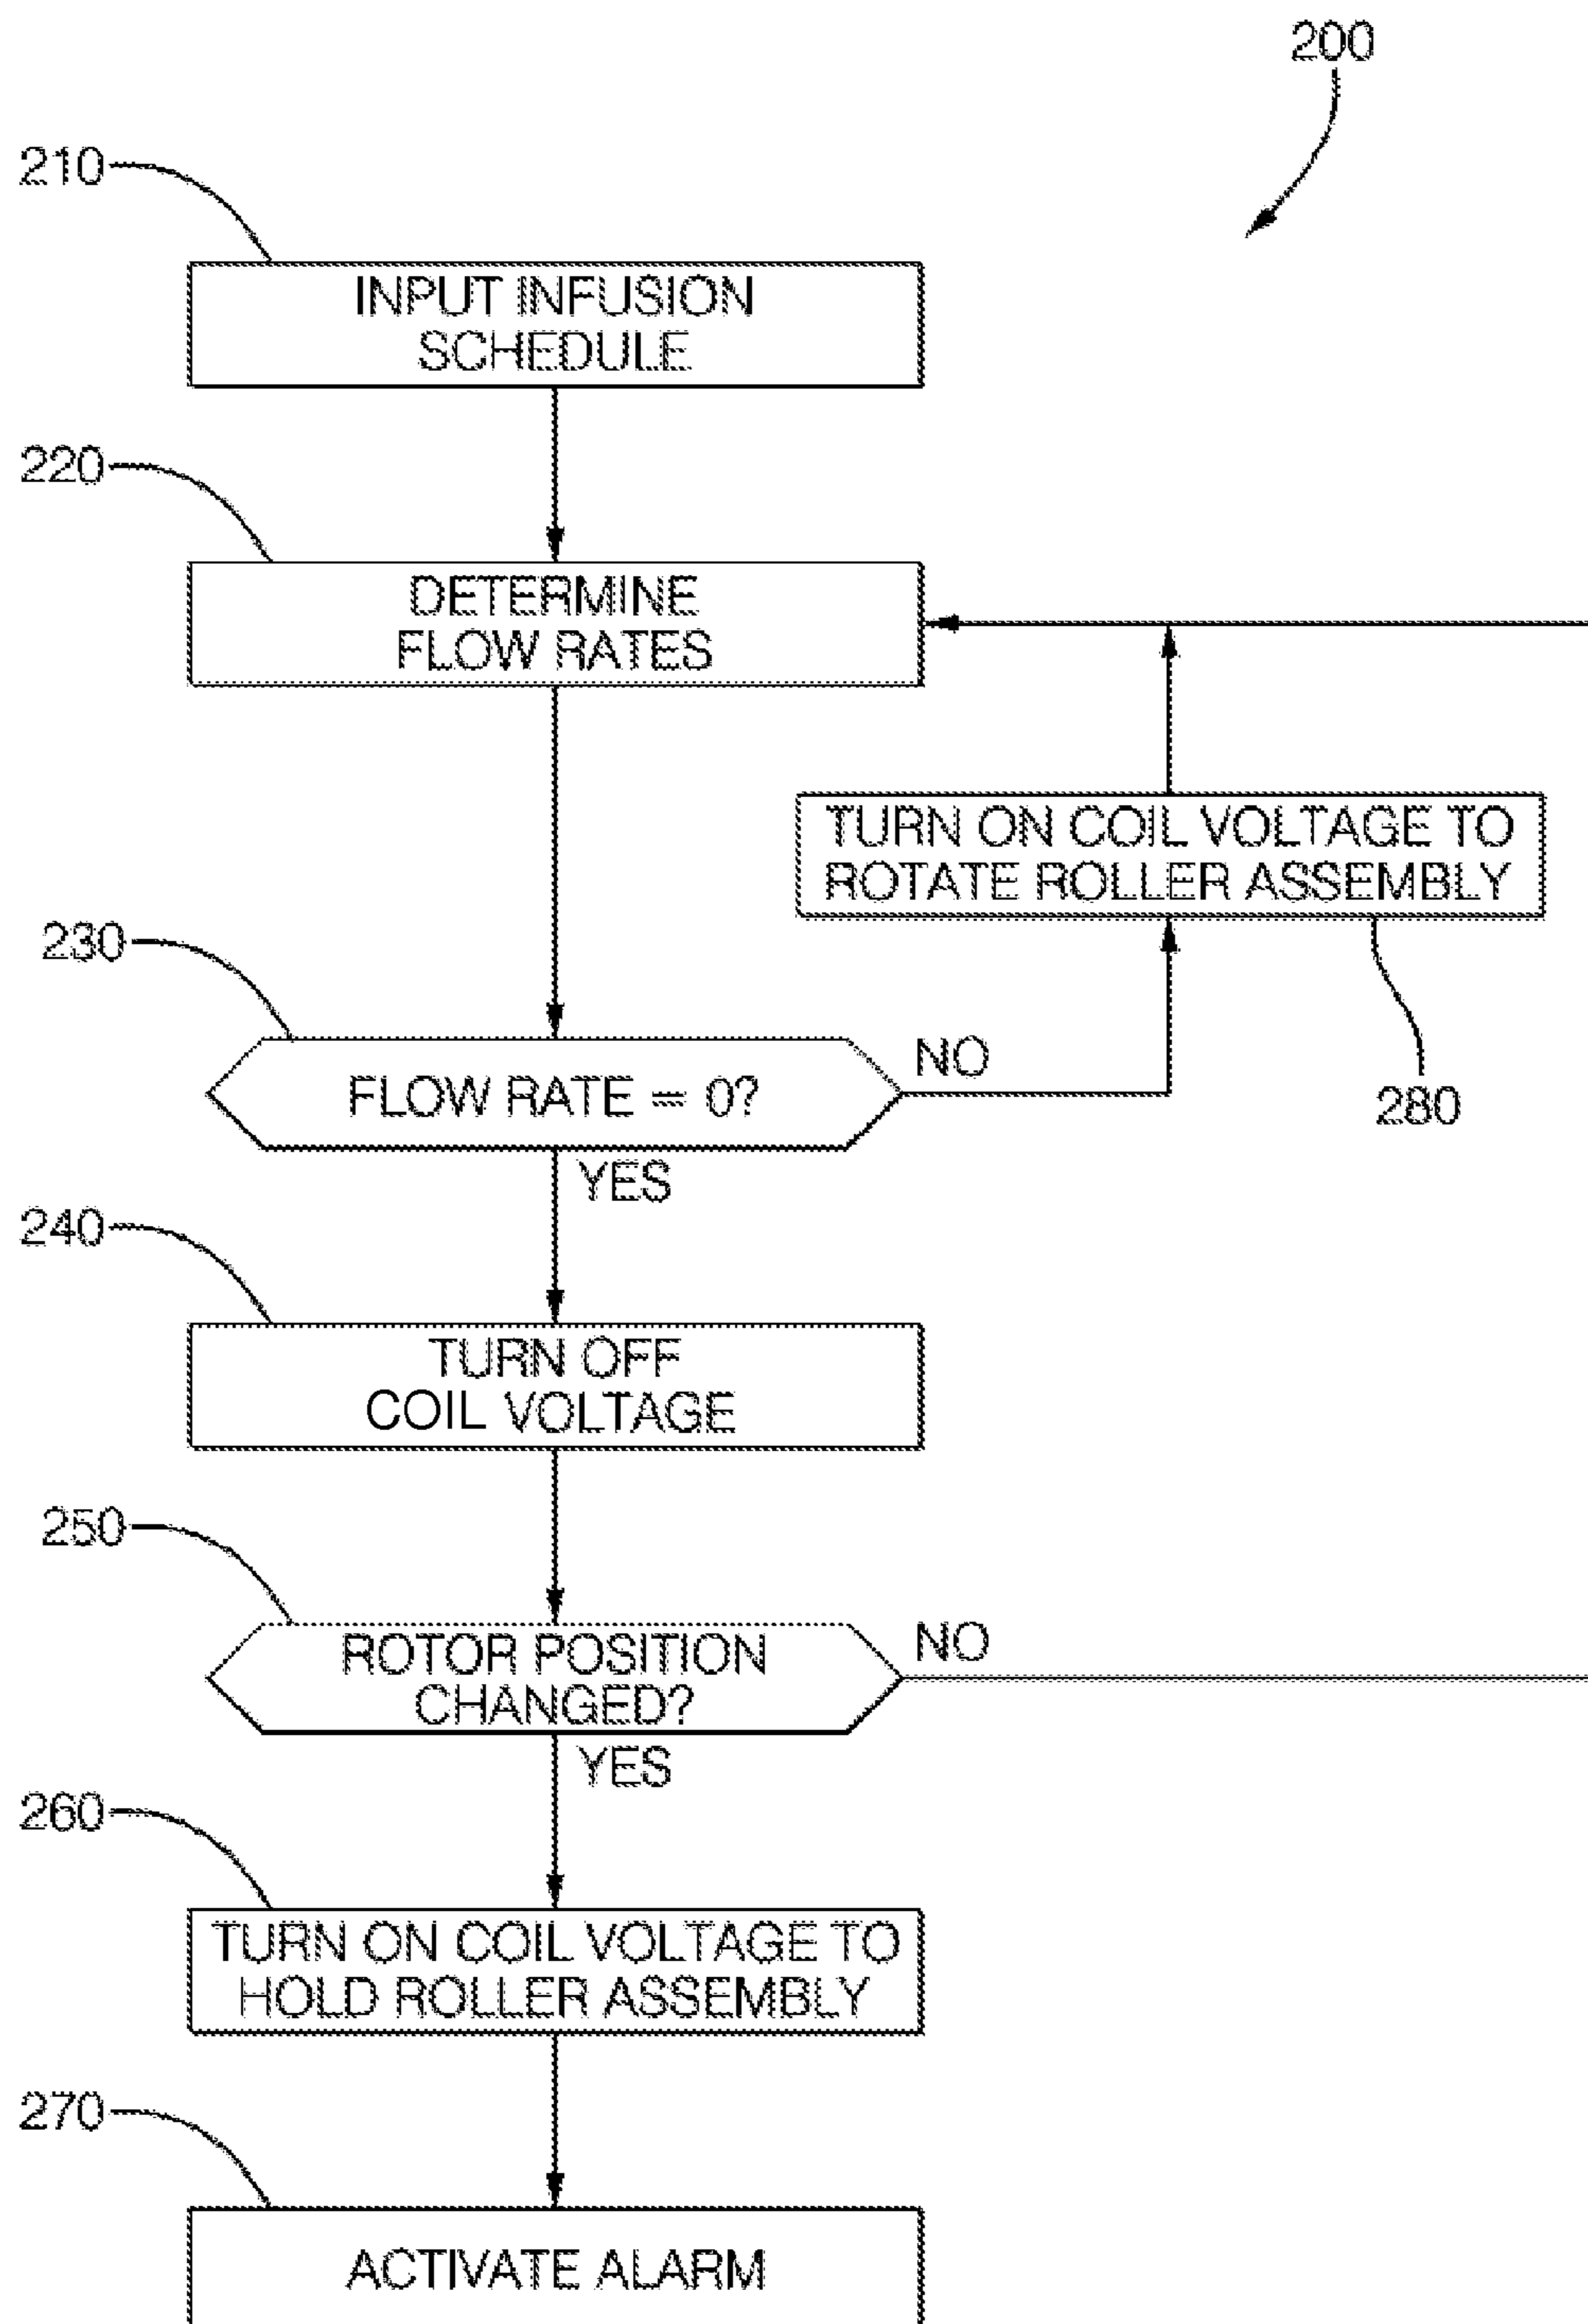 200
210
INPUT INFUSION
SCHEDULE
220
DETERMINE
FLOW RATES
TURN ON COIL VOLTAGE TO
ROTATE ROLLER ASSEMBLY
280
230
FLOW RATE = 0?
NO
YES
240
TURN OFF
COIL VOLTAGE
250
ROTOR POSITION
CHANGED?
NO
YES
260
TURN ON COIL VOLTAGE TO
HOLD ROLLER ASSEMBLY
270
ACTIVATE ALARM